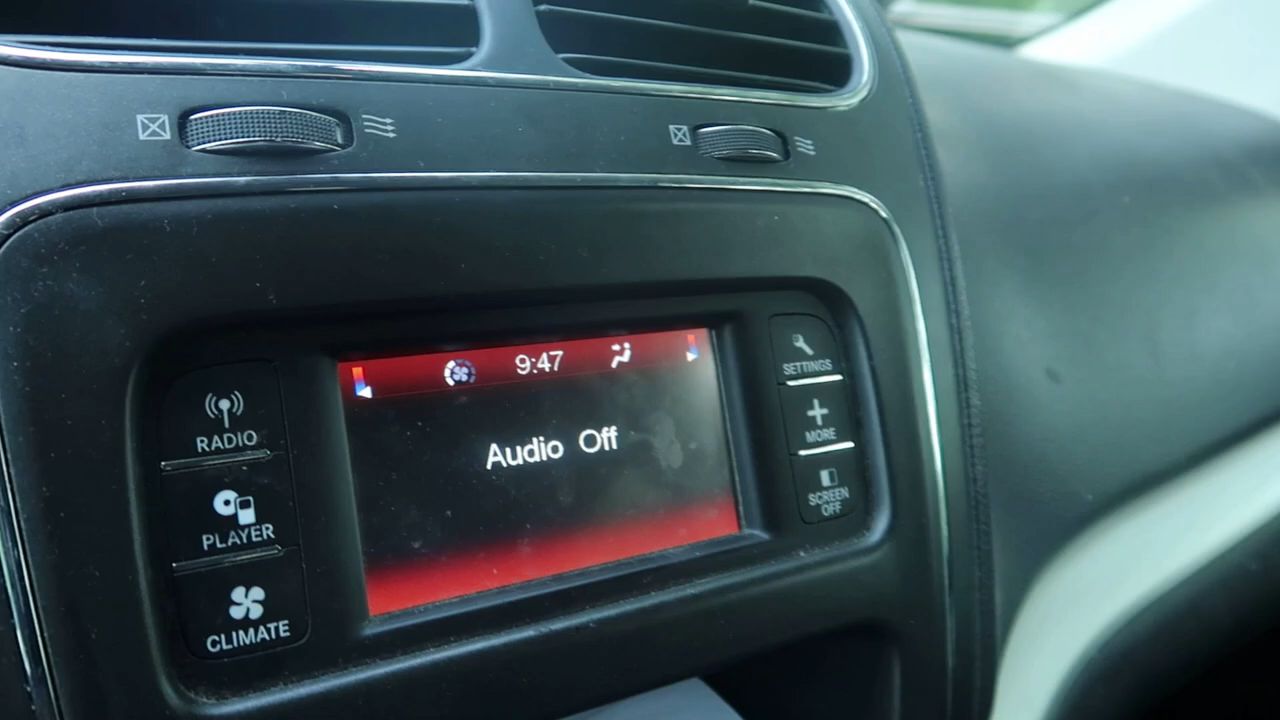 9:47
Audio Off
RADIO
PLAYER
CLIMATE
SETTINGS
MORE
SCREEN
OFF